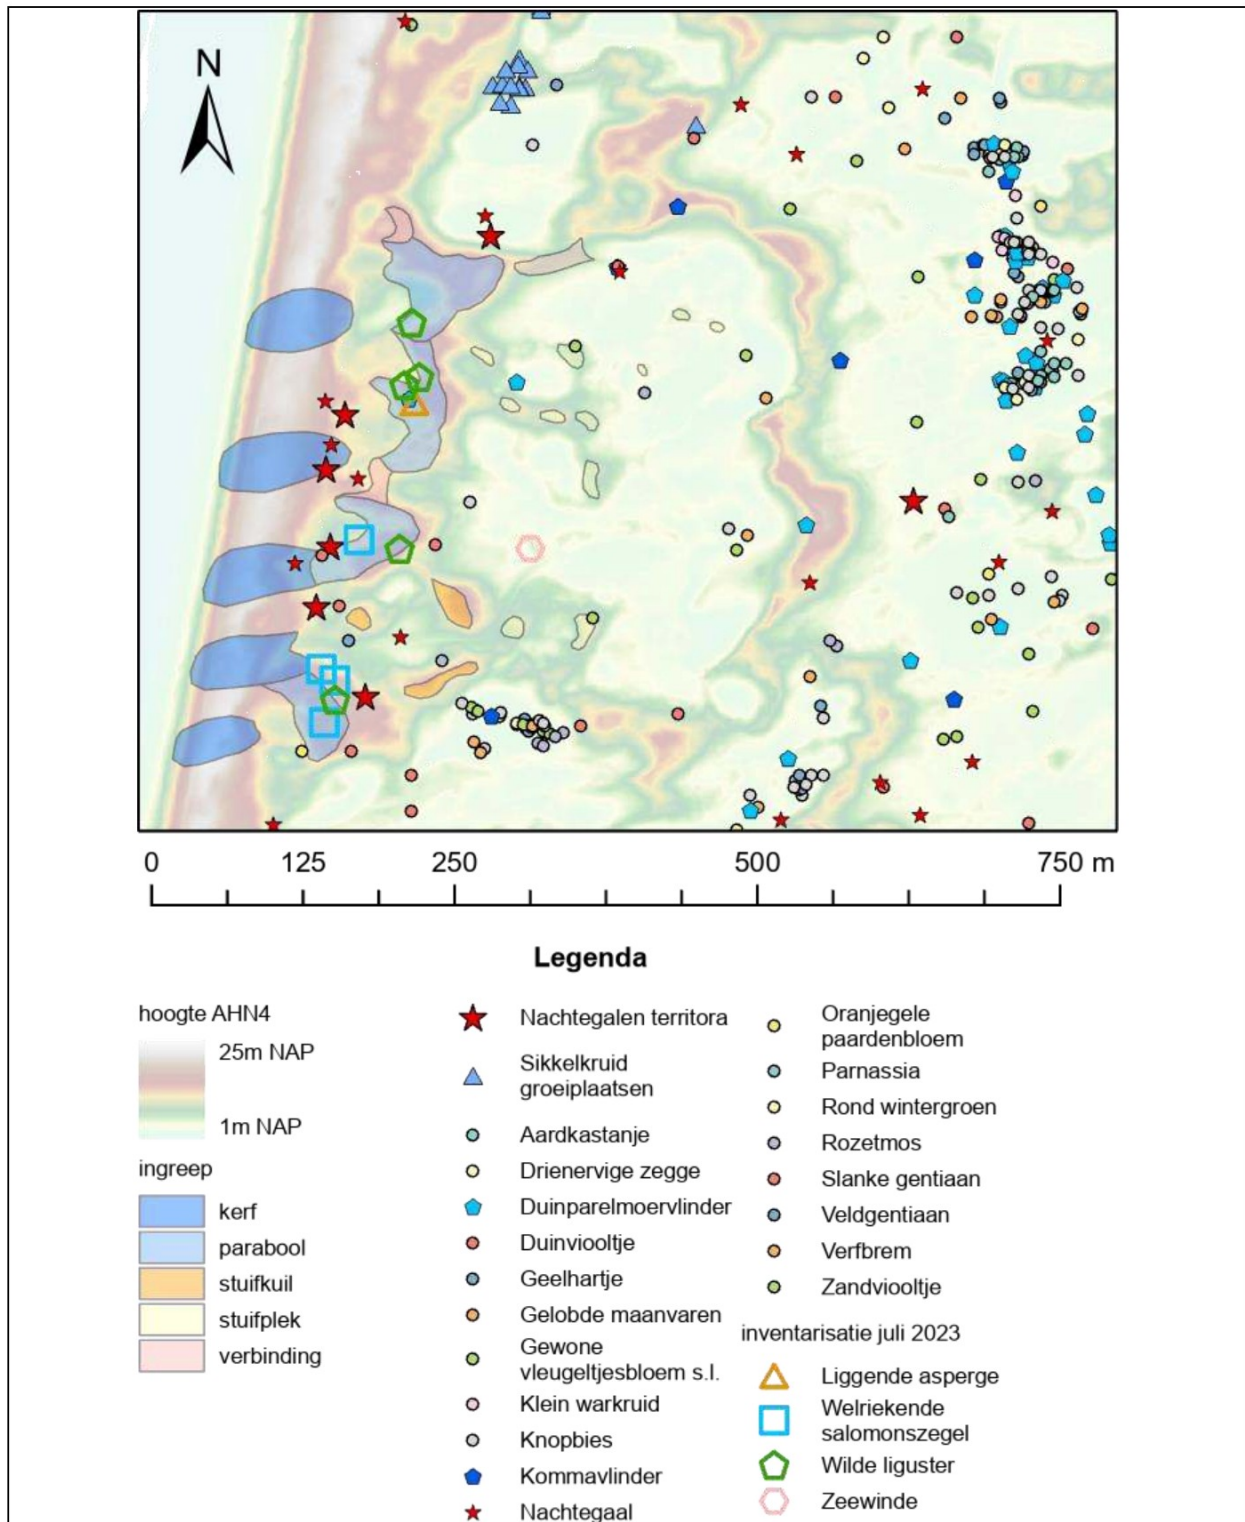 N
0 125 250 500 750 m
Legenda
hoogte AHN4
25m NAP
1m NAP
ingreep
kerf
parabool
stuifkuil
stuifplek
verbinding
Nachtegalen territora
Sikkelkruid
groeiplaatsen
Aardkastanje
Drienervige zegge
Duinparelmoervlinder
Duinviooltje
Geelhartje
Gelobde maanvaren
Gewone
vleugeltjesbloem s.l.
Klein warkruid
Knopbies
Kommavlinder
Nachtegaal
Oranjegele
paardenbloem
Parnassia
Rond wintergroen
Rozetmos
Slanke gentiaan
Veldgentiaan
Verfbrem
Zandviooltje
inventarisatie juli 2023
Liggende asperge
Welriekende
salomonszegel
Wilde liguster
Zeewinde